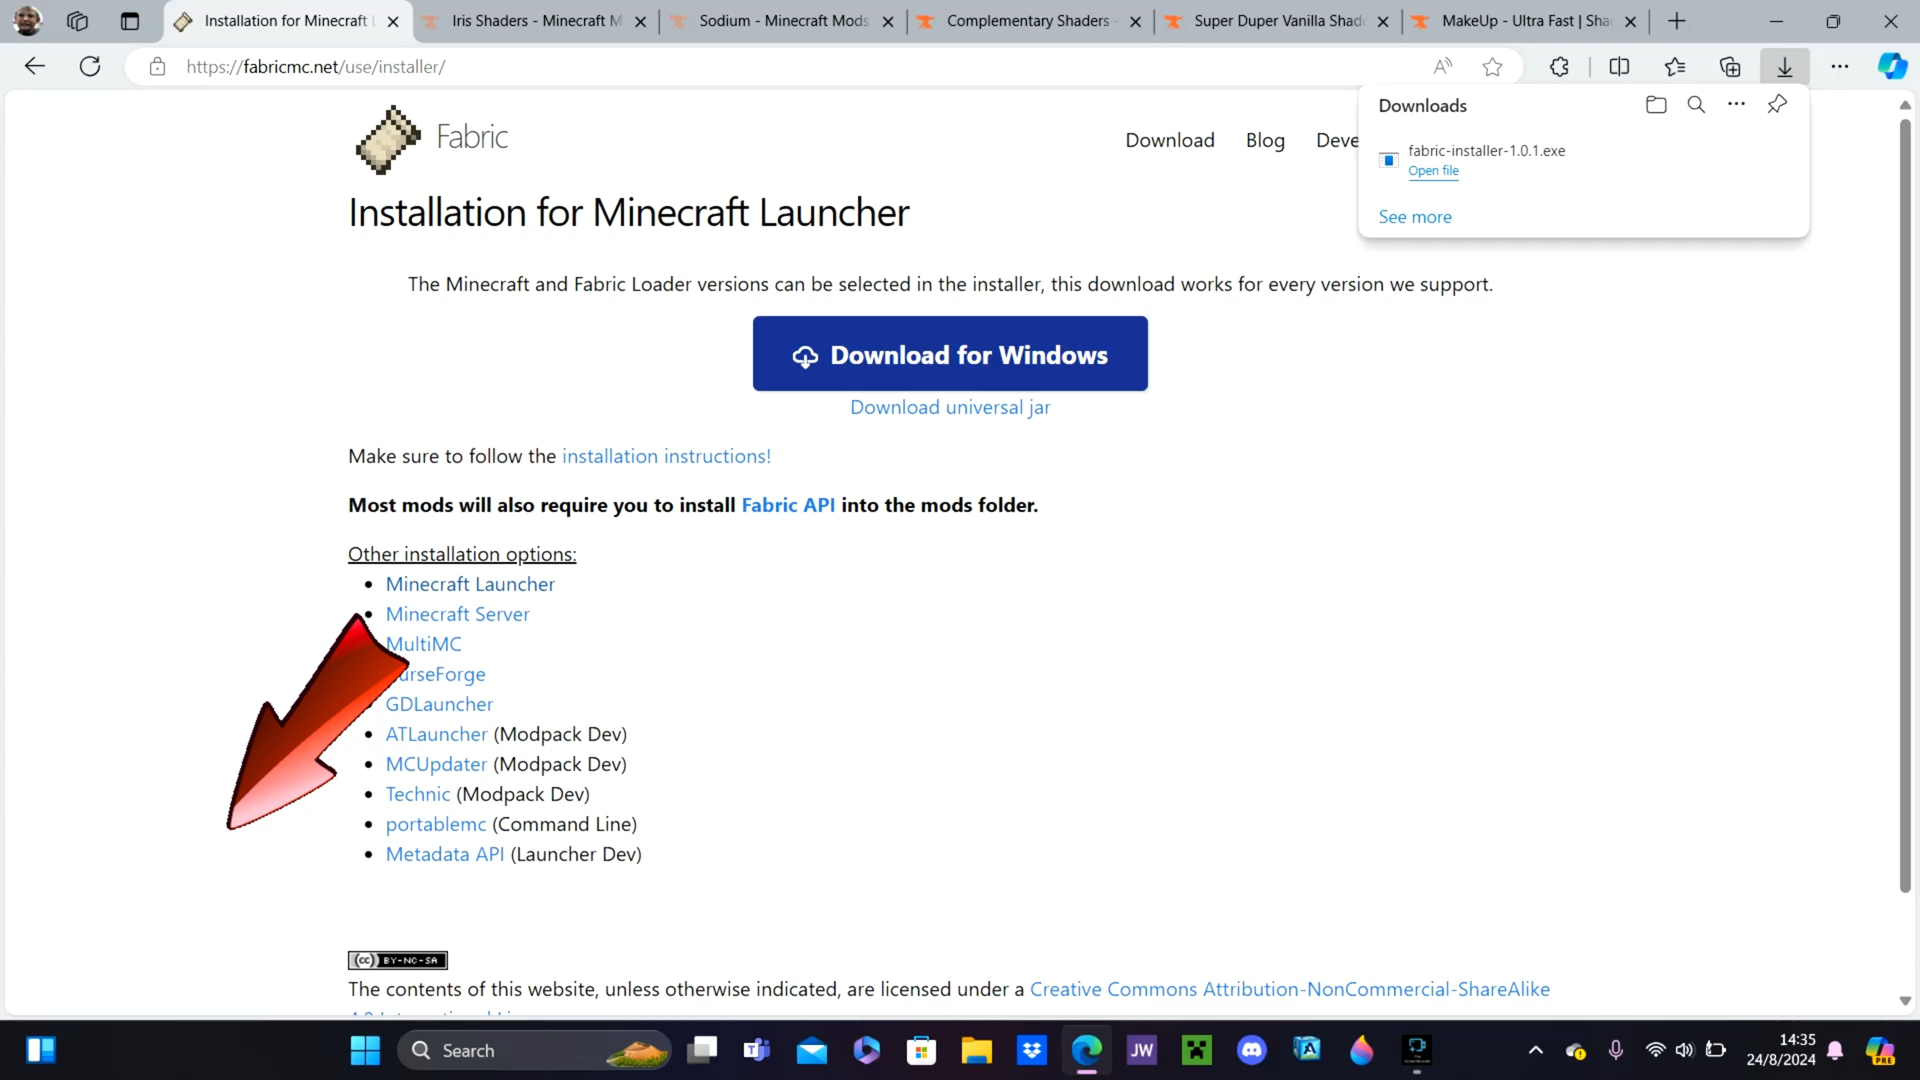 Installation for Minecraft L
Iris Shaders - Minecraft M
Sodium - Minecraft Mods
Complementary Shaders -
Super Duper Vanilla Shade
MakeUp - Ultra Fast | Sha
https://fabricmc.net/use/installer/
Downloads
fabric-installer-1.0.1.exe
Open file
See more
Fabric
Download
Blog
Deve
Installation for Minecraft Launcher
The Minecraft and Fabric Loader versions can be selected in the installer, this download works for every version we support.
Download for Windows
Download universal jar
Make sure to follow the installation instructions!
Most mods will also require you to install Fabric API into the mods folder.
Other installation options:
Minecraft Launcher
Minecraft Server
MultiMC
urseForge
GDLauncher
ATLauncher (Modpack Dev)
MCUpdater (Modpack Dev)
Technic (Modpack Dev)
portablemc (Command Line)
Metadata API (Launcher Dev)
(cc) BY-NC-SA
The contents of this website, unless otherwise indicated, are licensed under a Creative Commons Attribution-NonCommercial-ShareAlike
Search
JW
14:35
24/8/2024
PRE